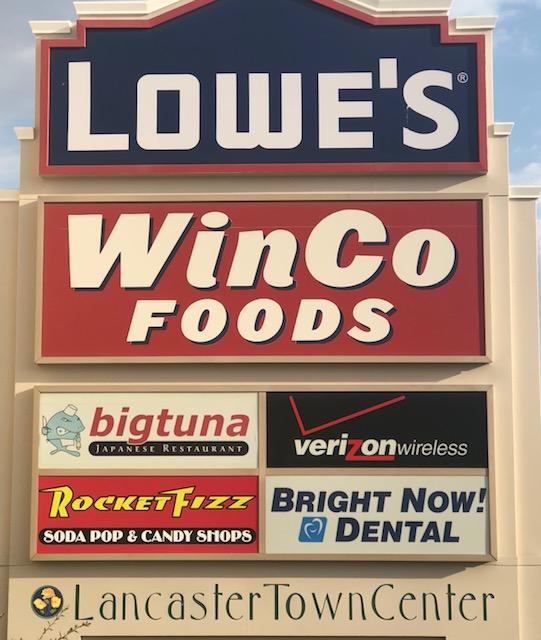 LOWE'S®
WinCo
FOODS
bigtuna
JAPANESE RESTAURANT
verizonwireless
ROCKETFIZZ
SODA POP & CANDY SHOPS
BRIGHT NOW!
DENTAL
LancasterTownCenter